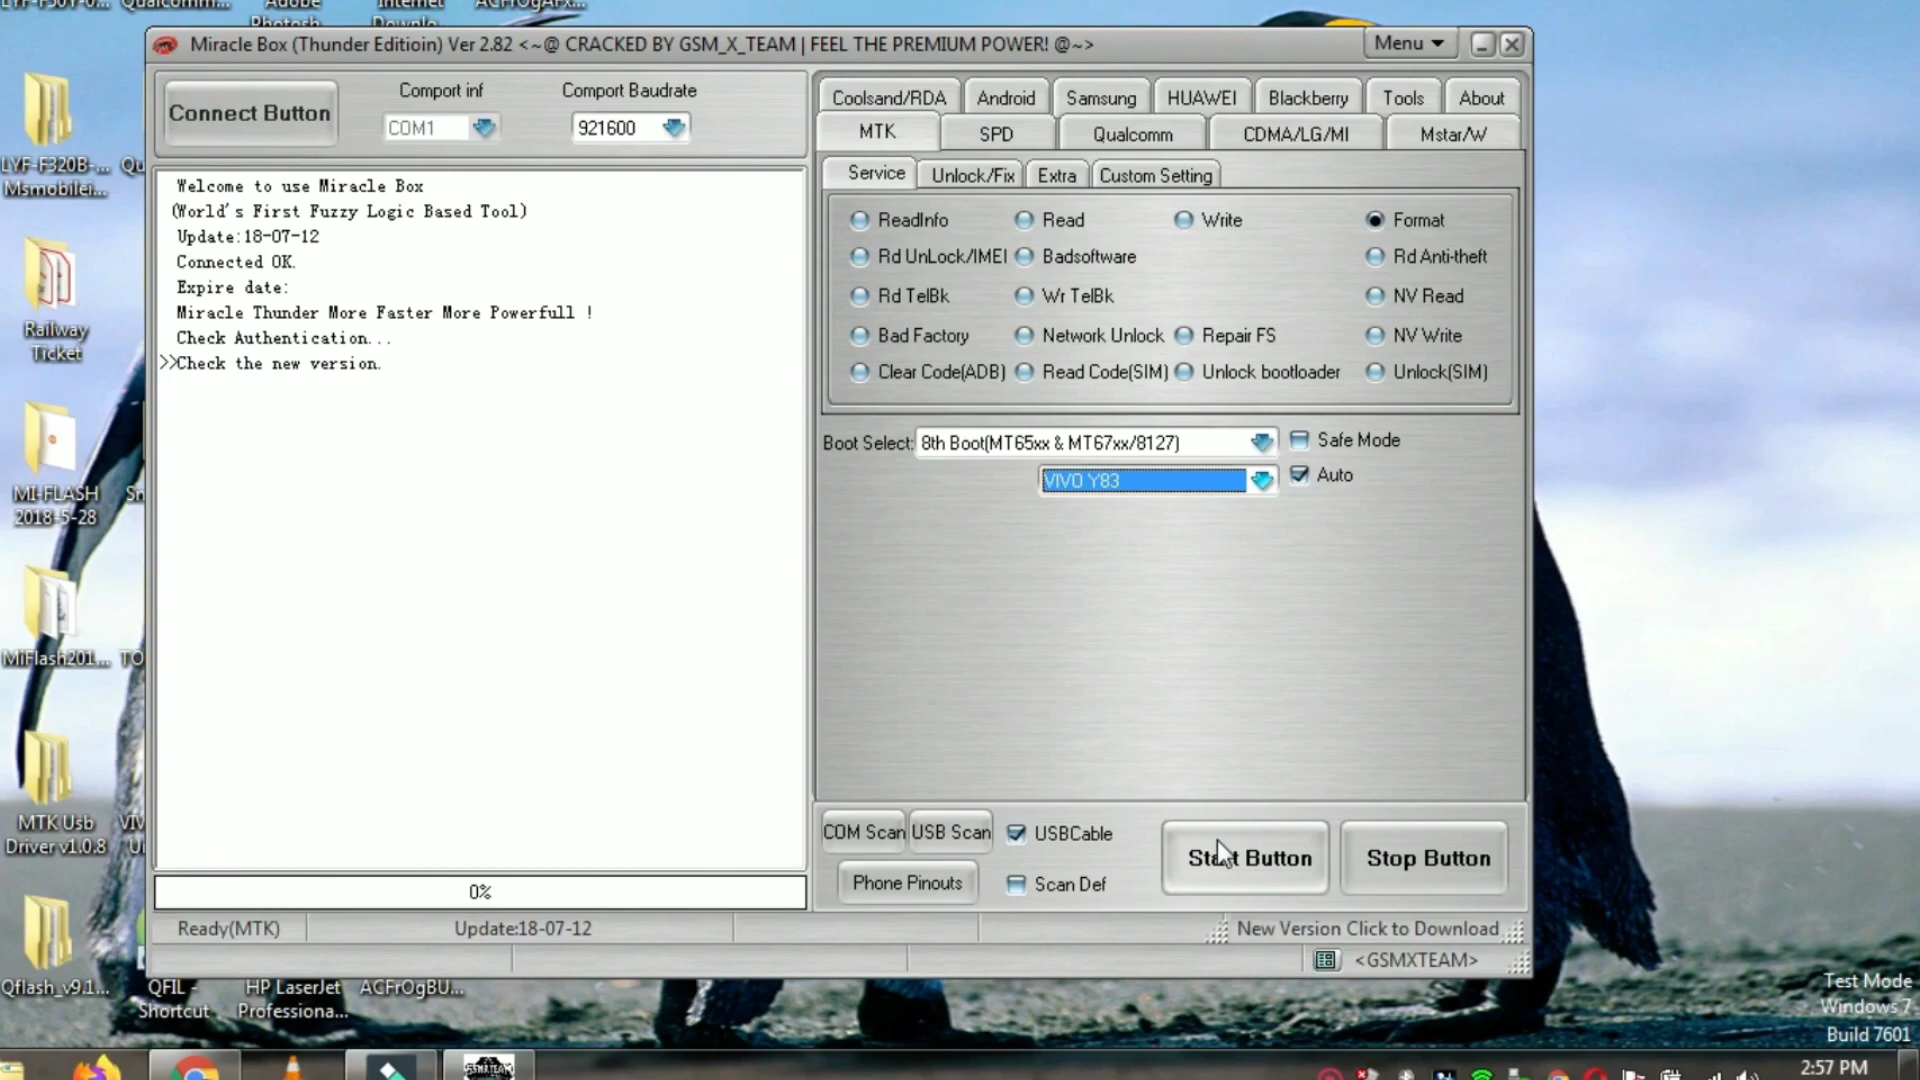 Miracle Box (Thunder Editioin) Ver 2.82 <~@ CRACKED BY GSM_X_TEAM | FEEL THE PREMIUM POWER! @~>
Menu
Connect Button
Comport inf
Comport Baudrate
COM1
921600
Coolsand/RDA
Android
Samsung
HUAWEI
Blackberry
Tools
About
MTK
SPD
Qualcomm
CDMA/LG/MI
Mstar/W
Service
Unlock/Fix
Extra
Custom Setting
Welcome to use Miracle Box
(World's First Fuzzy Logic Based Tool)
Update:18-07-12
Connected OK.
Expire date:
Miracle Thunder More Faster More Powerfull !
Check Authentication...
>>Check the new version.
ReadInfo
Read
Write
Format
Rd UnLock/IMEI
Badsoftware
Rd Anti-theft
Rd TelBk
Wr TelBk
NV Read
Bad Factory
Network Unlock
Repair FS
NV Write
Clear Code(ADB)
Read Code(SIM)
Unlock bootloader
Unlock(SIM)
Boot Select:
8th Boot(MT65xx & MT67xx/8127)
Safe Mode
VIVO Y83
Auto
COM Scan
USB Scan
USBCable
Start Button
Stop Button
Phone Pinouts
Scan Def
0%
Ready(MTK)
Update:18-07-12
New Version Click to Download
<GSMXTEAM>
LYF-F320B-...
Msmobilei...
Railway
Ticket
MI-FLASH
2018-5-28
MiFlash201...
MTK Usb
Driver v1.0.8
Qflash_v9.1...
QFIL -
Shortcut
HP LaserJet
Professiona...
ACFrOgBU...
Test Mode
Windows 7
Build 7601
2:57 PM